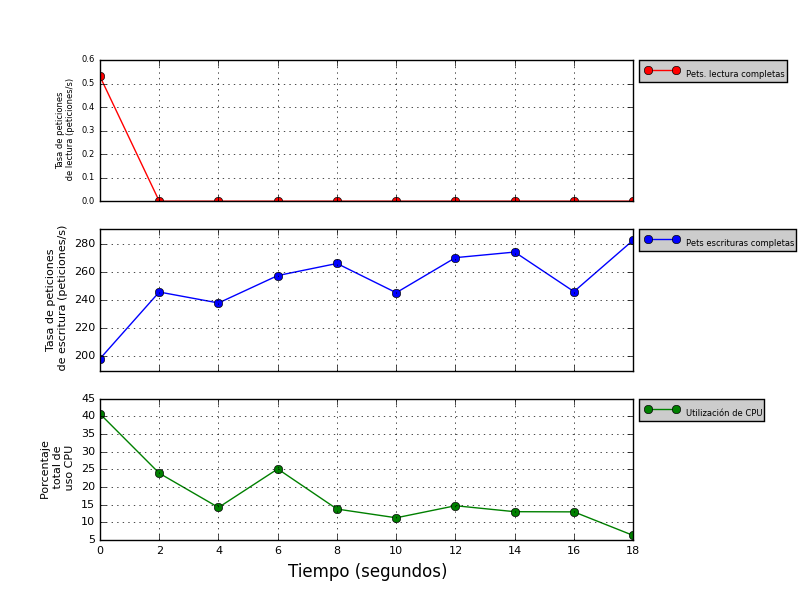 0.6
0.5
0.4
0.3
0.2
0.1
0.0
Tasa de peticiones
de lectura (peticiones/s)
Pets. lectura completas
280
260
240
220
200
Tasa de peticiones
de escritura (peticiones/s)
Pets escrituras completas
45
40
35
30
25
20
15
10
5
Porcentaje
total de
uso CPU
Utilización de CPU
0 2 4 6 8 10 12 14 16 18
Tiempo (segundos)